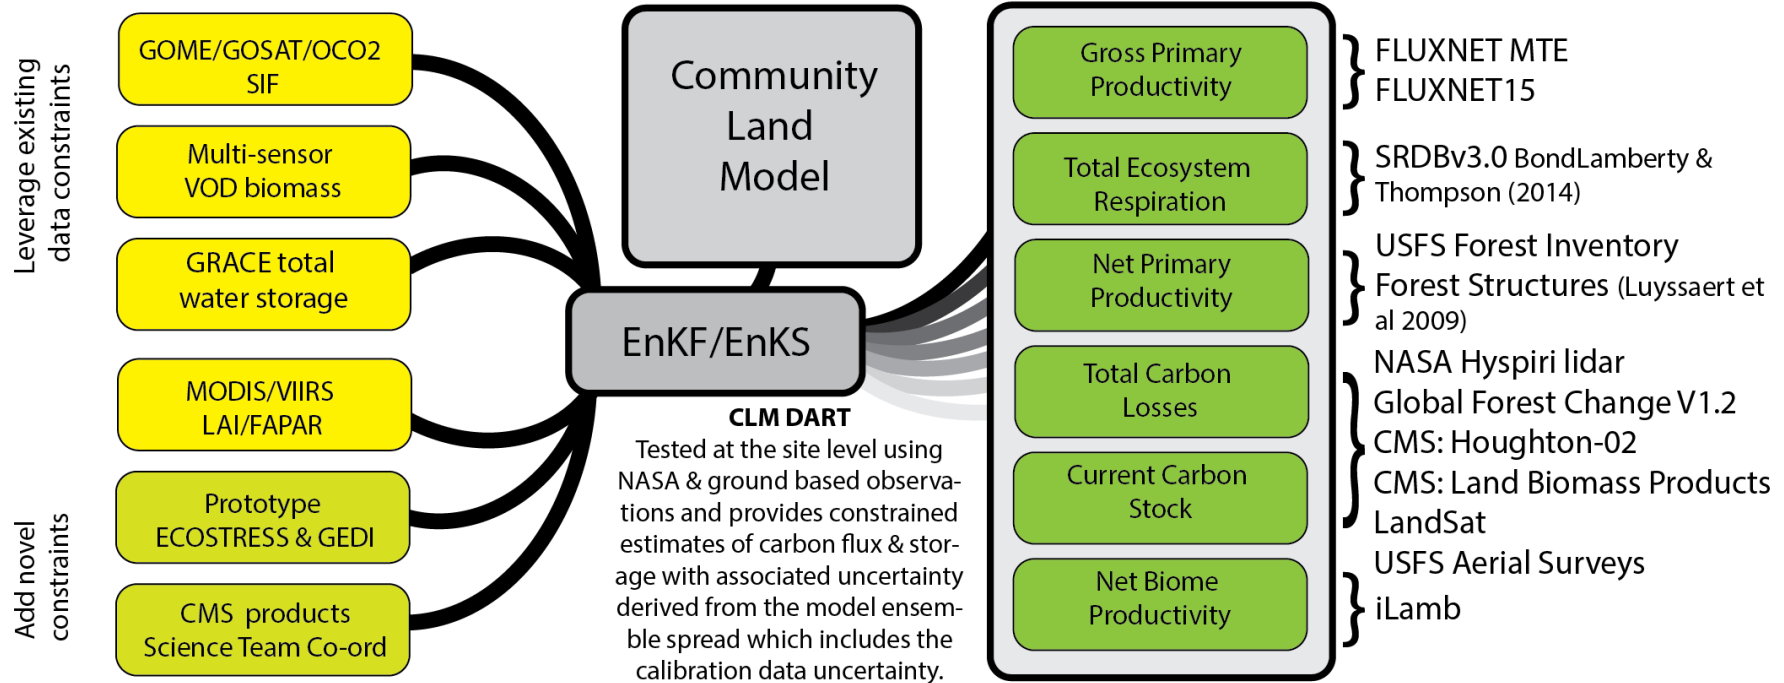 Leverage existing
data constraints
GOME/GOSAT/OCO2
SIF
Multi-sensor
VOD biomass
GRACE total
water storage
MODIS/VIIRS
LAI/FAPAR
Add novel
constraints
Prototype
ECOSTRESS & GEDI
CMS products
Science Team Co-ord
Community
Land
Model
EnKF/EnKS
CLM DART
Tested at the site level using
NASA & ground based observa-
tions and provides constrained
estimates of carbon flux & stor-
age with associated uncertainty
derived from the model ensem-
ble spread which includes the
calibration data uncertainty.
Gross Primary
Productivity
Total Ecosystem
Respiration
Net Primary
Productivity
Total Carbon
Losses
Current Carbon
Stock
Net Biome
Productivity
FLUXNET MTE
FLUXNET15
SRDBv3.0 BondLamberty &
Thompson (2014)
USFS Forest Inventory
Forest Structures (Luyssaert et
al 2009)
NASA Hyspiri lidar
Global Forest Change V1.2
CMS: Houghton-02
CMS: Land Biomass Products
LandSat
USFS Aerial Surveys
iLamb